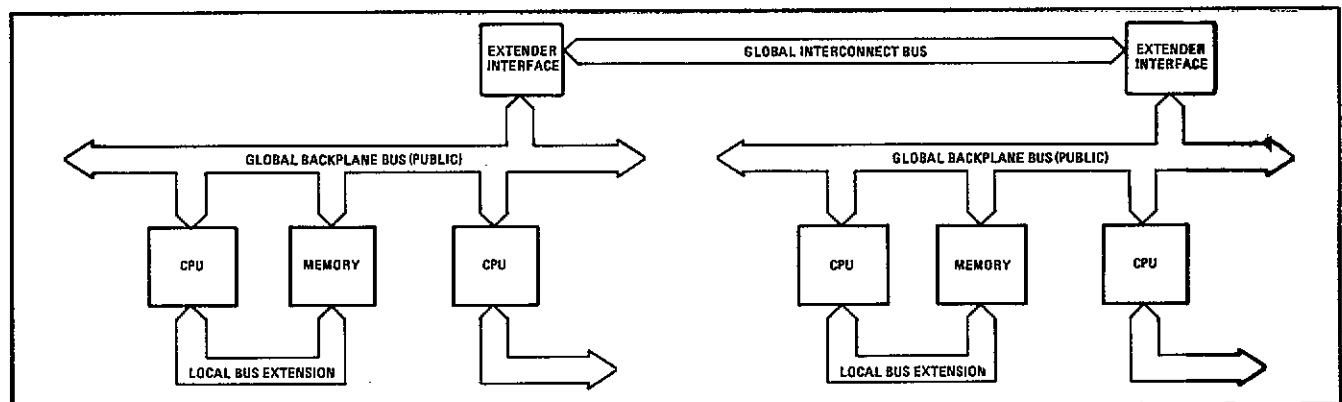 EXTENDER
INTERFACE
GLOBAL INTERCONNECT BUS
EXTENDER
INTERFACE
GLOBAL BACKPLANE BUS (PUBLIC)
GLOBAL BACKPLANE BUS (PUBLIC)
CPU
MEMORY
CPU
CPU
MEMORY
CPU
LOCAL BUS EXTENSION
LOCAL BUS EXTENSION